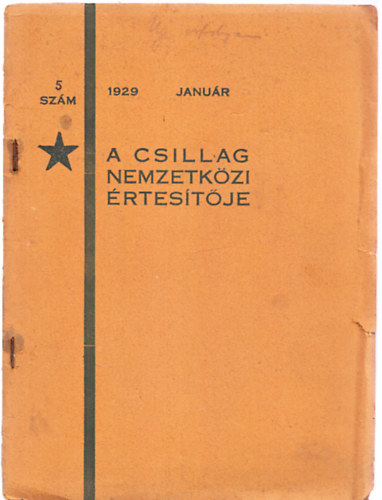 5
SZÁM
1929 JANUÁR
A CSILLAG
NEMZETKÖZI
ÉRTESÍTŐJE